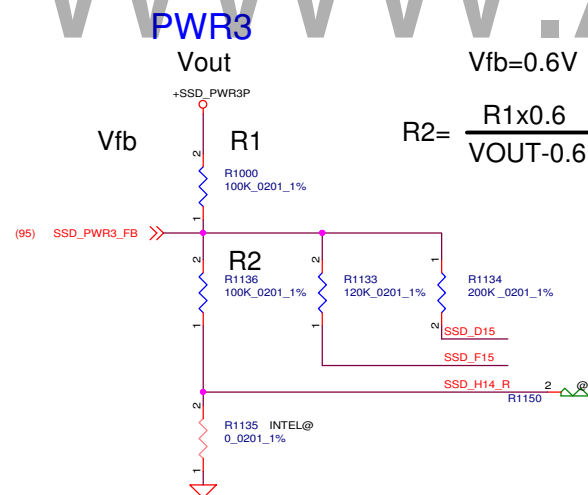 WWW.
PWR3
Vout
Vfb=0.6V
+SSD_PWR3P
R2= R1x0.6
VOUT-0.6
Vfb
R1
2
R1000
100K_0201_1%
1
(95) SSD_PWR3_FB
R2
2
R1136
100K_0201_1%
1
2
R1133
120K_0201_1%
1
1
R1134
200K_0201_1%
2
SSD_D15
SSD_F15
SSD_H14_R
2
@
R1150
2
R1135 INTEL@
0_0201_1%
1